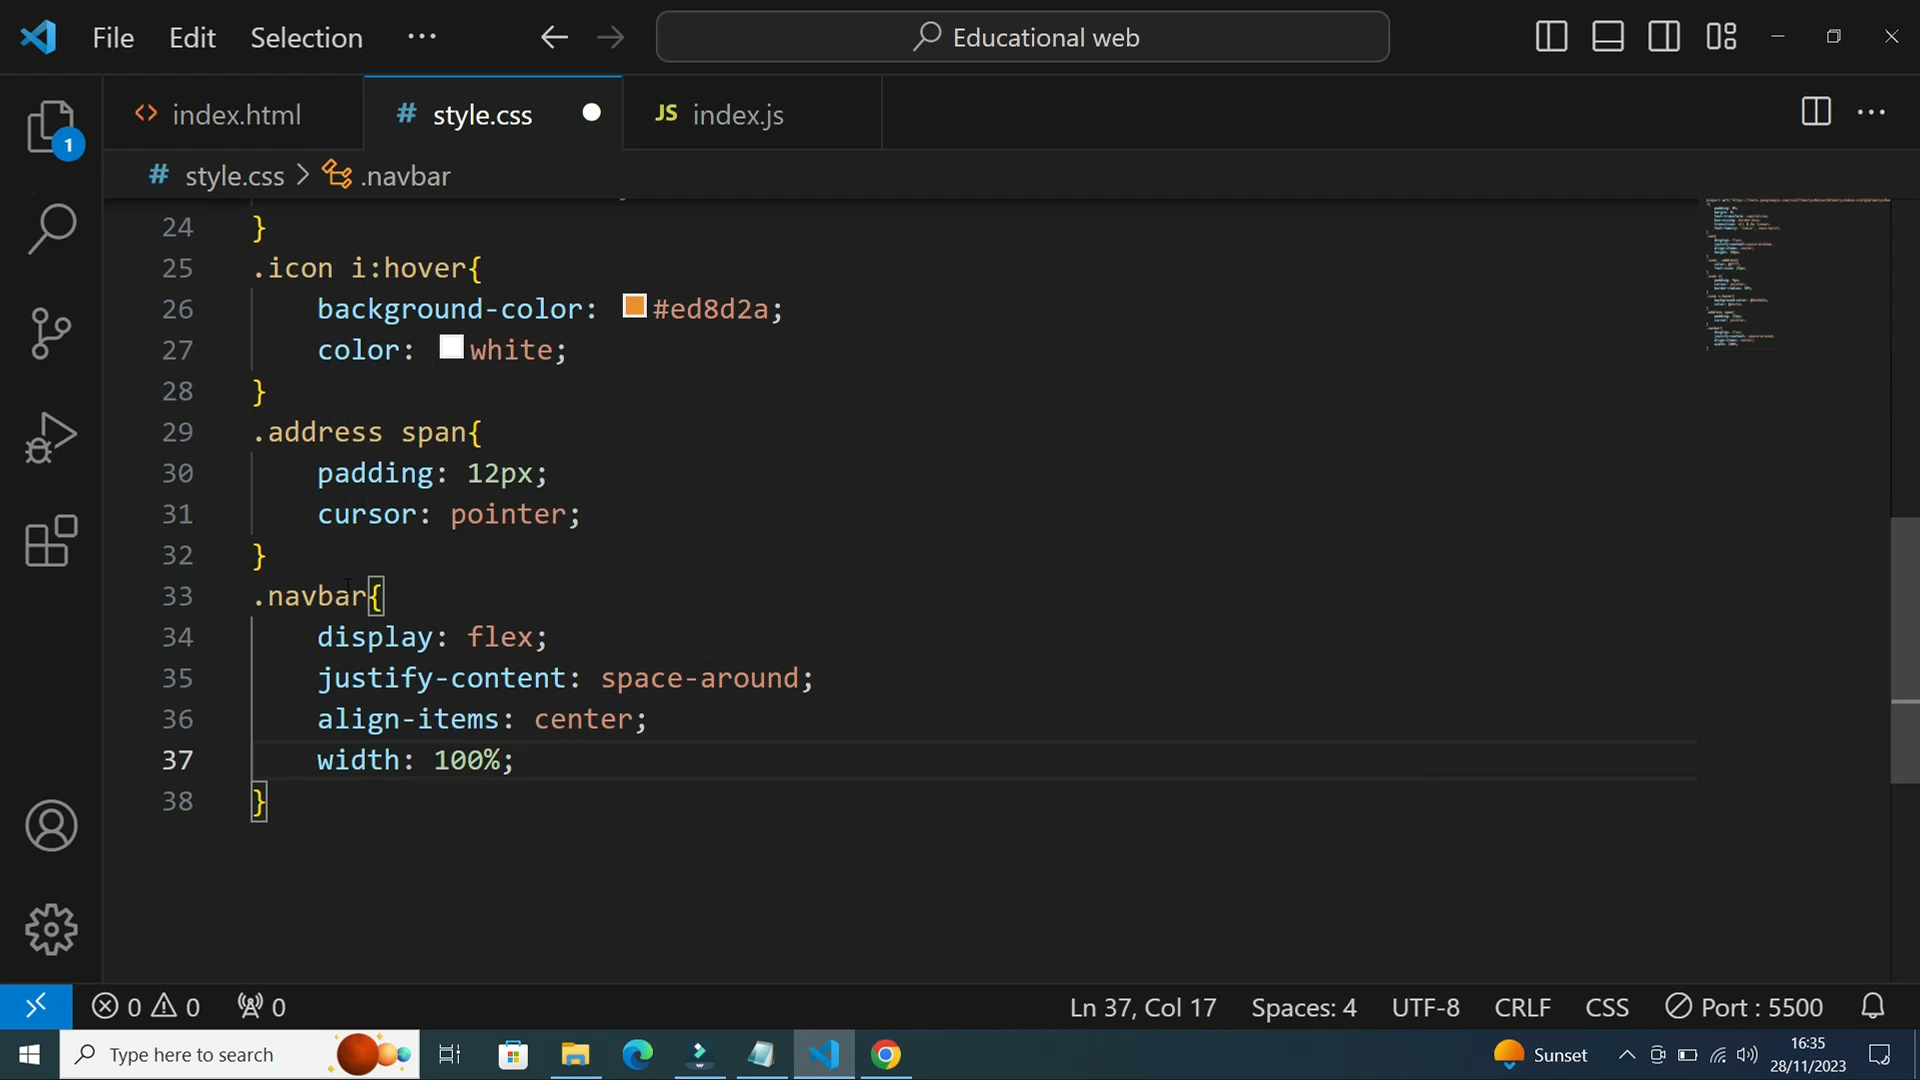 File Edit Selection ··· Educational web
<> index.html # style.css JS index.js
# style.css > .navbar
24 }
25 .icon i:hover{
26 background-color: #ed8d2a;
27 color: white;
28 }
29 .address span{
30 padding: 12px;
31 cursor: pointer;
32 }
33 .navbar{
34 display: flex;
35 justify-content: space-around;
36 align-items: center;
37 width: 100%;
38 }
1
0 0 0 Ln 37, Col 17 Spaces: 4 UTF-8 CRLF CSS Port : 5500
Type here to search Sunset 16:35
28/11/2023